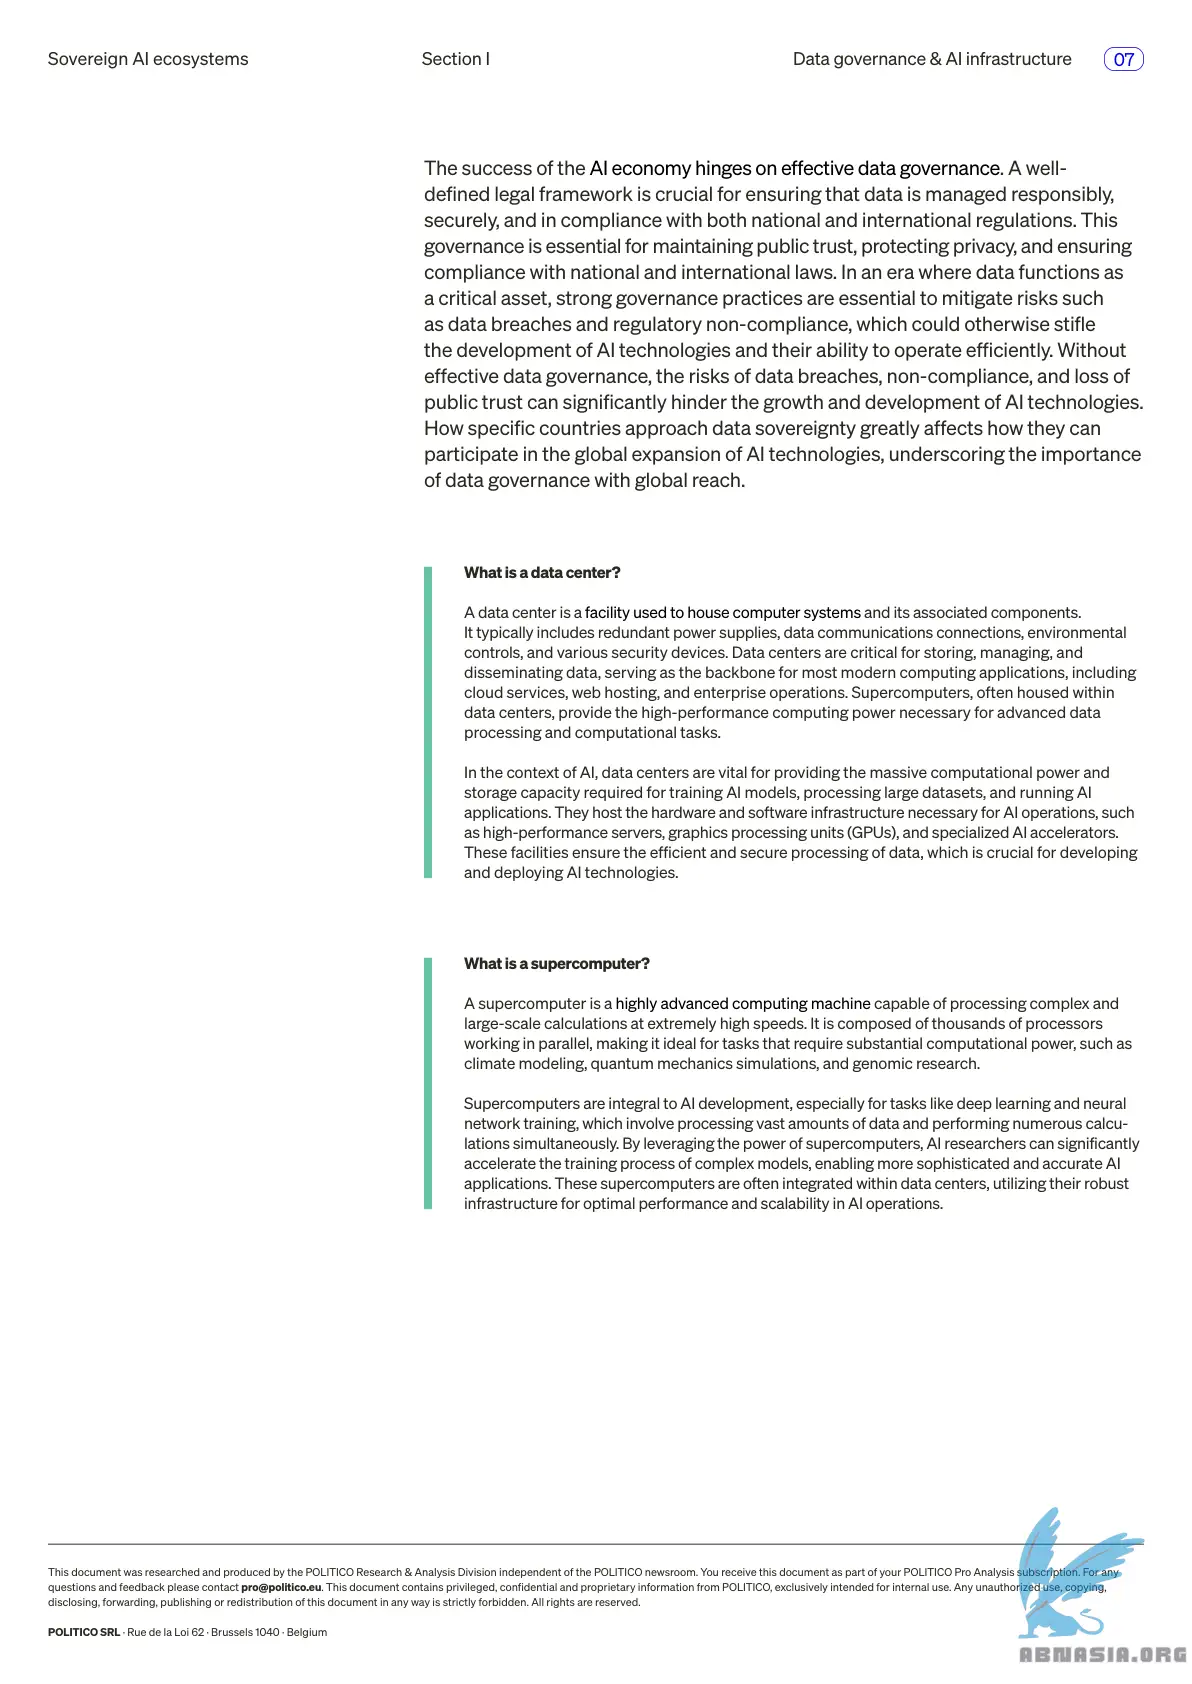 Sovereign AI ecosystems
Section I
Data governance & AI infrastructure
07
The success of the AI economy hinges on effective data governance. A well-
defined legal framework is crucial for ensuring that data is managed responsibly,
securely, and in compliance with both national and international regulations. This
governance is essential for maintaining public trust, protecting privacy, and ensuring
compliance with national and international laws. In an era where data functions as
a critical asset, strong governance practices are essential to mitigate risks such
as data breaches and regulatory non-compliance, which could otherwise stifle
the development of AI technologies and their ability to operate efficiently. Without
effective data governance, the risks of data breaches, non-compliance, and loss of
public trust can significantly hinder the growth and development of AI technologies.
How specific countries approach data sovereignty greatly affects how they can
participate in the global expansion of AI technologies, underscoring the importance
of data governance with global reach.
What is a data center?
A data center is a facility used to house computer systems and its associated components.
It typically includes redundant power supplies, data communications connections, environmental
controls, and various security devices. Data centers are critical for storing, managing, and
disseminating data, serving as the backbone for most modern computing applications, including
cloud services, web hosting, and enterprise operations. Supercomputers, often housed within
data centers, provide the high-performance computing power necessary for advanced data
processing and computational tasks.
In the context of AI, data centers are vital for providing the massive computational power and
storage capacity required for training AI models, processing large datasets, and running AI
applications. They host the hardware and software infrastructure necessary for AI operations, such
as high-performance servers, graphics processing units (GPUs), and specialized AI accelerators.
These facilities ensure the efficient and secure processing of data, which is crucial for developing
and deploying AI technologies.
What is a supercomputer?
A supercomputer is a highly advanced computing machine capable of processing complex and
large-scale calculations at extremely high speeds. It is composed of thousands of processors
working in parallel, making it ideal for tasks that require substantial computational power, such as
climate modeling, quantum mechanics simulations, and genomic research.
Supercomputers are integral to AI development, especially for tasks like deep learning and neural
network training, which involve processing vast amounts of data and performing numerous calcu-
lations simultaneously. By leveraging the power of supercomputers, AI researchers can significantly
accelerate the training process of complex models, enabling more sophisticated and accurate AI
applications. These supercomputers are often integrated within data centers, utilizing their robust
infrastructure for optimal performance and scalability in AI operations.
This document was researched and produced by the POLITICO Research & Analysis Division independent of the POLITICO newsroom. You receive this document as part of your POLITICO Pro Analysis subscription. For any
questions and feedback please contact pro@politico.eu. This document contains privileged, confidential and proprietary information from POLITICO, exclusively intended for internal use. Any unauthorized use, copying,
disclosing, forwarding, publishing or redistribution of this document in any way is strictly forbidden. All rights are reserved.
POLITICO SRL · Rue de la Loi 62 · Brussels 1040 · Belgium
ABNASIA.ORG